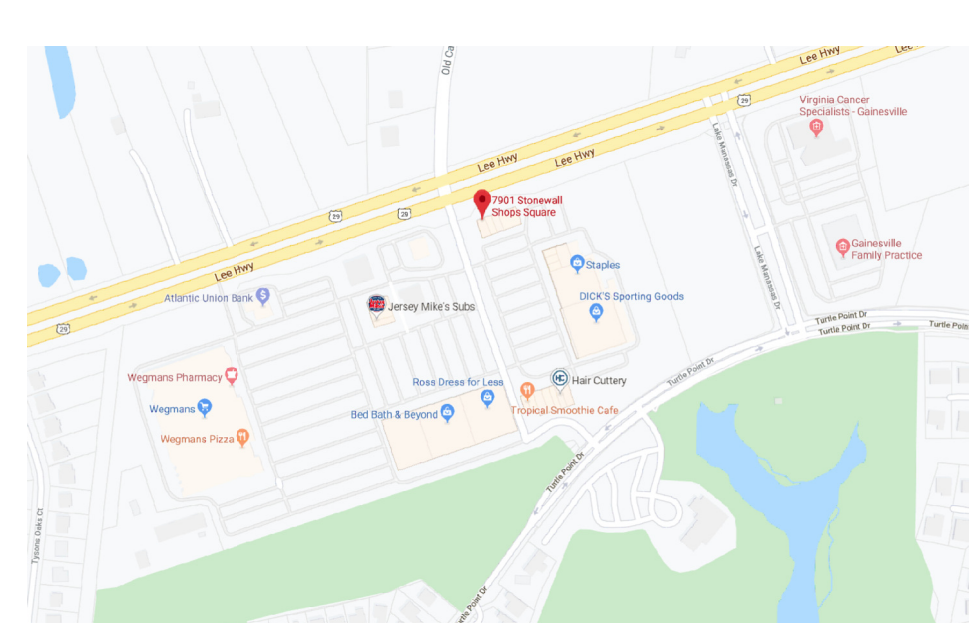 Old Ca
Lee Hwy
Lee
29
Virginia Cancer
Specialists - Gainesville
Lake Manassas Dr
Lee Hwy
Lee Hwy
7901 Stonewall
Shops Square
29
29
Gainesville
Family Practice
Lake Manassas Dr
Lee Hwy
Staples
Atlantic Union Bank
$
DICK'S Sporting Goods
Jersey Mike's Subs
29
Turtle Point Dr
Turtle Point Dr
Turtle Poin
Turtle Point Dr
Wegmans Pharmacy
Ross Dress for Less
HC
Hair Cuttery
Wegmans
Bed Bath & Beyond
Tropical Smoothie Cafe
Wegmans Pizza
Turtle Point Dr
Tysons Oaks Ct
rtle Point Dr